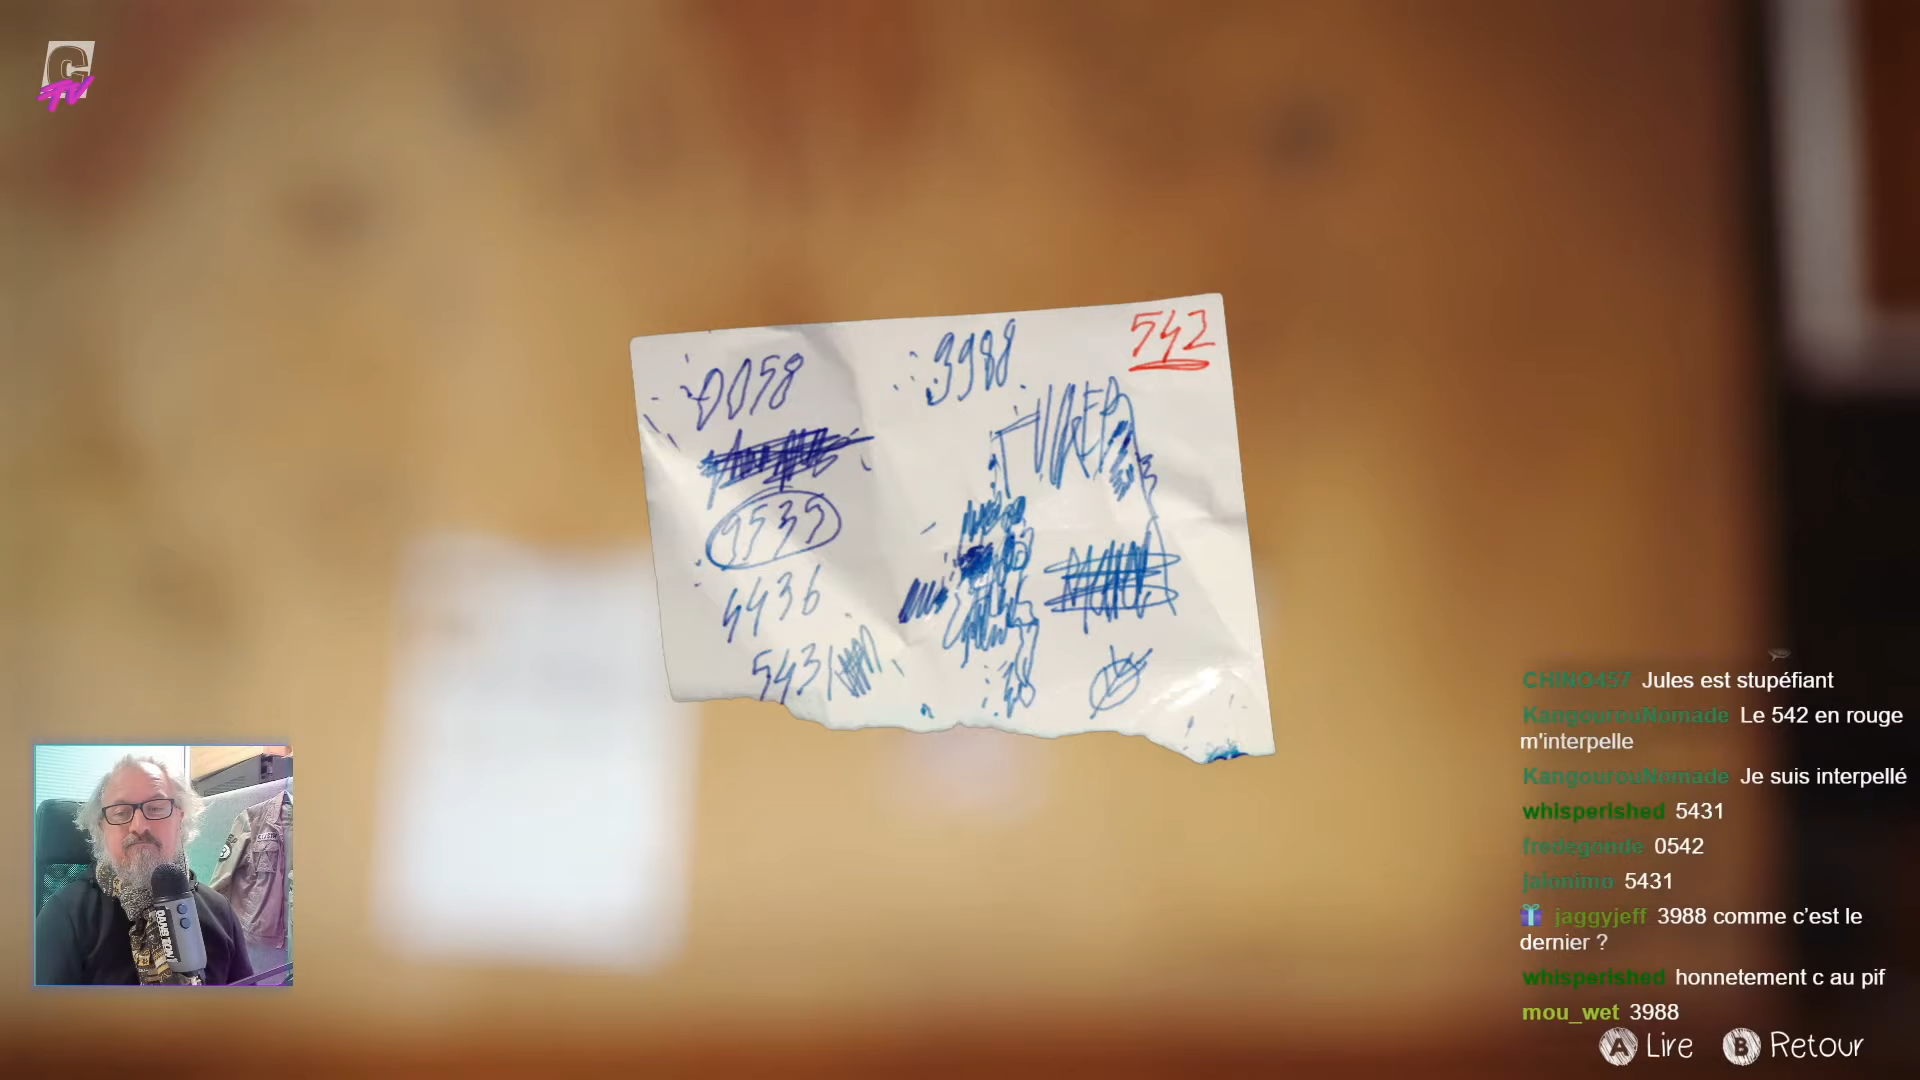 C
TV
0058
3988
542
9539
5436
5431
CHINO457 Jules est stupéfiant
KangourouNomade Le 542 en rouge
m'interpelle
KangourouNomade Je suis interpellé
whisperished 5431
fredegonde 0542
jalonimo 5431
jaggyjeff 3988 comme c'est le
dernier ?
whisperished honnetement c au pif
mou_wet 3988
A Lire B Retour